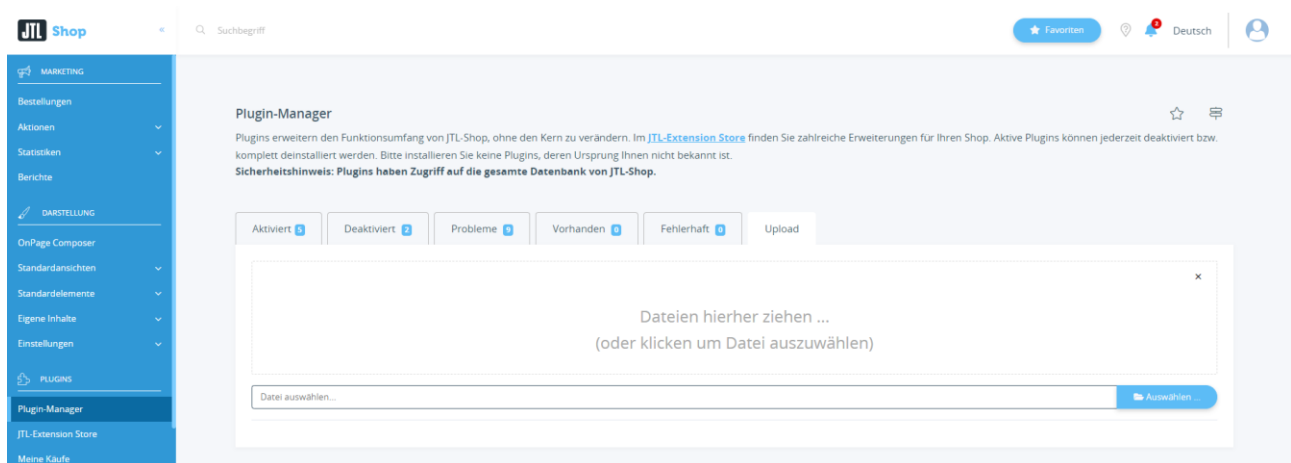 JTL Shop
«
Suchbegriff
Favoriten
2
Deutsch
MARKETING
Bestellungen
Aktionen
Statistiken
Berichte
DARSTELLUNG
OnPage Composer
Standardansichten
Standardelemente
Eigene Inhalte
Einstellungen
PLUGINS
Plugin-Manager
JTL-Extension Store
Meine Käufe
Plugin-Manager
Plugins erweitern den Funktionsumfang von JTL-Shop, ohne den Kern zu verändern. Im JTL-Extension Store finden Sie zahlreiche Erweiterungen für Ihren Shop. Aktive Plugins können jederzeit deaktiviert bzw.
komplett deinstalliert werden. Bitte installieren Sie keine Plugins, deren Ursprung Ihnen nicht bekannt ist.
Sicherheitshinweis: Plugins haben Zugriff auf die gesamte Datenbank von JTL-Shop.
Aktiviert 5 Deaktiviert 2 Probleme 9 Vorhanden 0 Fehlerhaft 0 Upload
×
Dateien hierher ziehen ...
(oder klicken um Datei auszuwählen)
Datei auswählen...
Auswählen ...